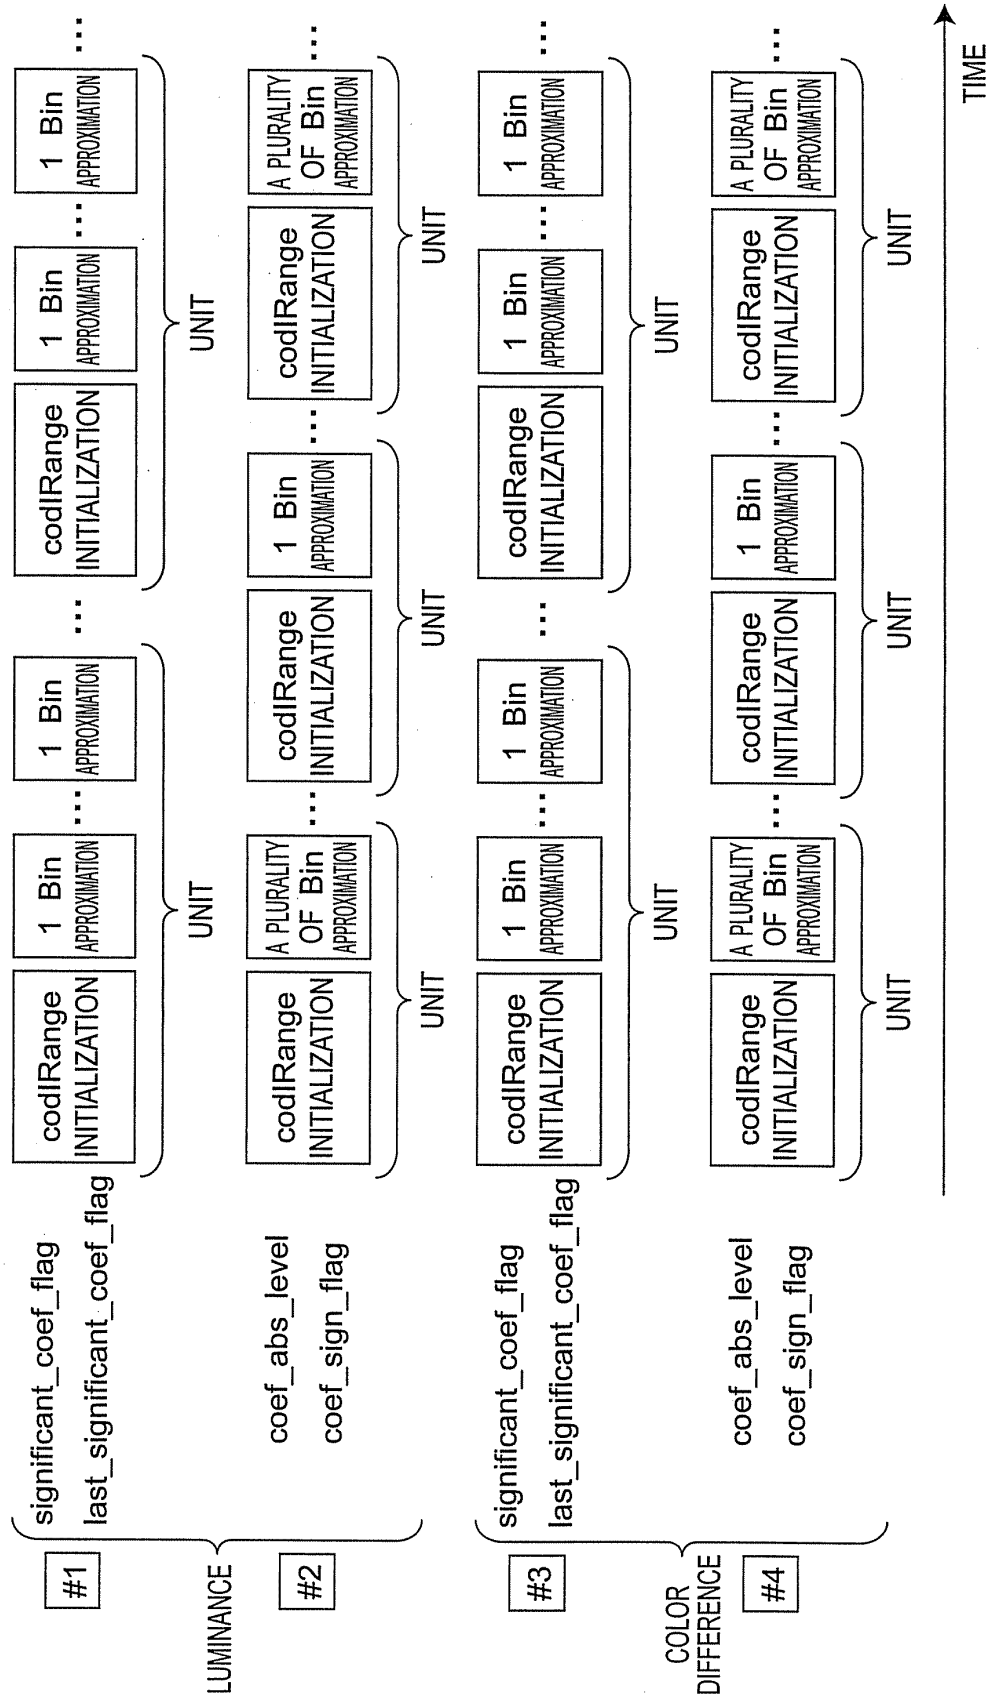 #1
significant_coef_flag
last_significant_coef_flag
codIRange
INITIALIZATION
1 Bin
APPROXIMATION
...
1 Bin
APPROXIMATION
...
codIRange
INITIALIZATION
1 Bin
APPROXIMATION
...
1 Bin
APPROXIMATION
...
UNIT
UNIT
LUMINANCE
#2
coef_abs_level
coef_sign_flag
codIRange
INITIALIZATION
A PLURALITY
OF Bin
APPROXIMATION
...
codIRange
INITIALIZATION
1 Bin
APPROXIMATION
...
codIRange
INITIALIZATION
A PLURALITY
OF Bin
APPROXIMATION
...
UNIT
UNIT
UNIT
#3
significant_coef_flag
last_significant_coef_flag
codIRange
INITIALIZATION
1 Bin
APPROXIMATION
...
1 Bin
APPROXIMATION
...
codIRange
INITIALIZATION
1 Bin
APPROXIMATION
...
1 Bin
APPROXIMATION
...
UNIT
UNIT
COLOR
DIFFERENCE
#4
coef_abs_level
coef_sign_flag
codIRange
INITIALIZATION
A PLURALITY
OF Bin
APPROXIMATION
...
codIRange
INITIALIZATION
1 Bin
APPROXIMATION
...
codIRange
INITIALIZATION
A PLURALITY
OF Bin
APPROXIMATION
...
UNIT
UNIT
UNIT
TIME